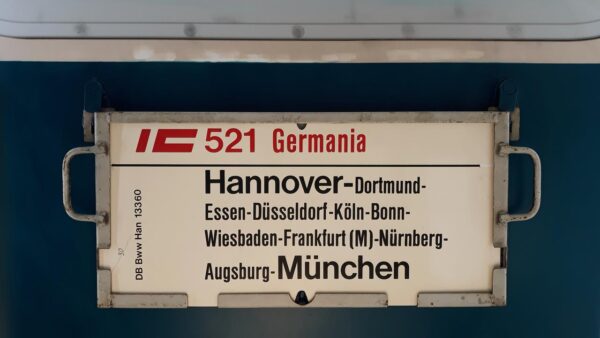 IC 521 Germania
Hannover-Dortmund-
Essen-Düsseldorf-Köln-Bonn-
Wiesbaden-Frankfurt (M)-Nürnberg-
Augsburg-München
DB Bww Han 13360